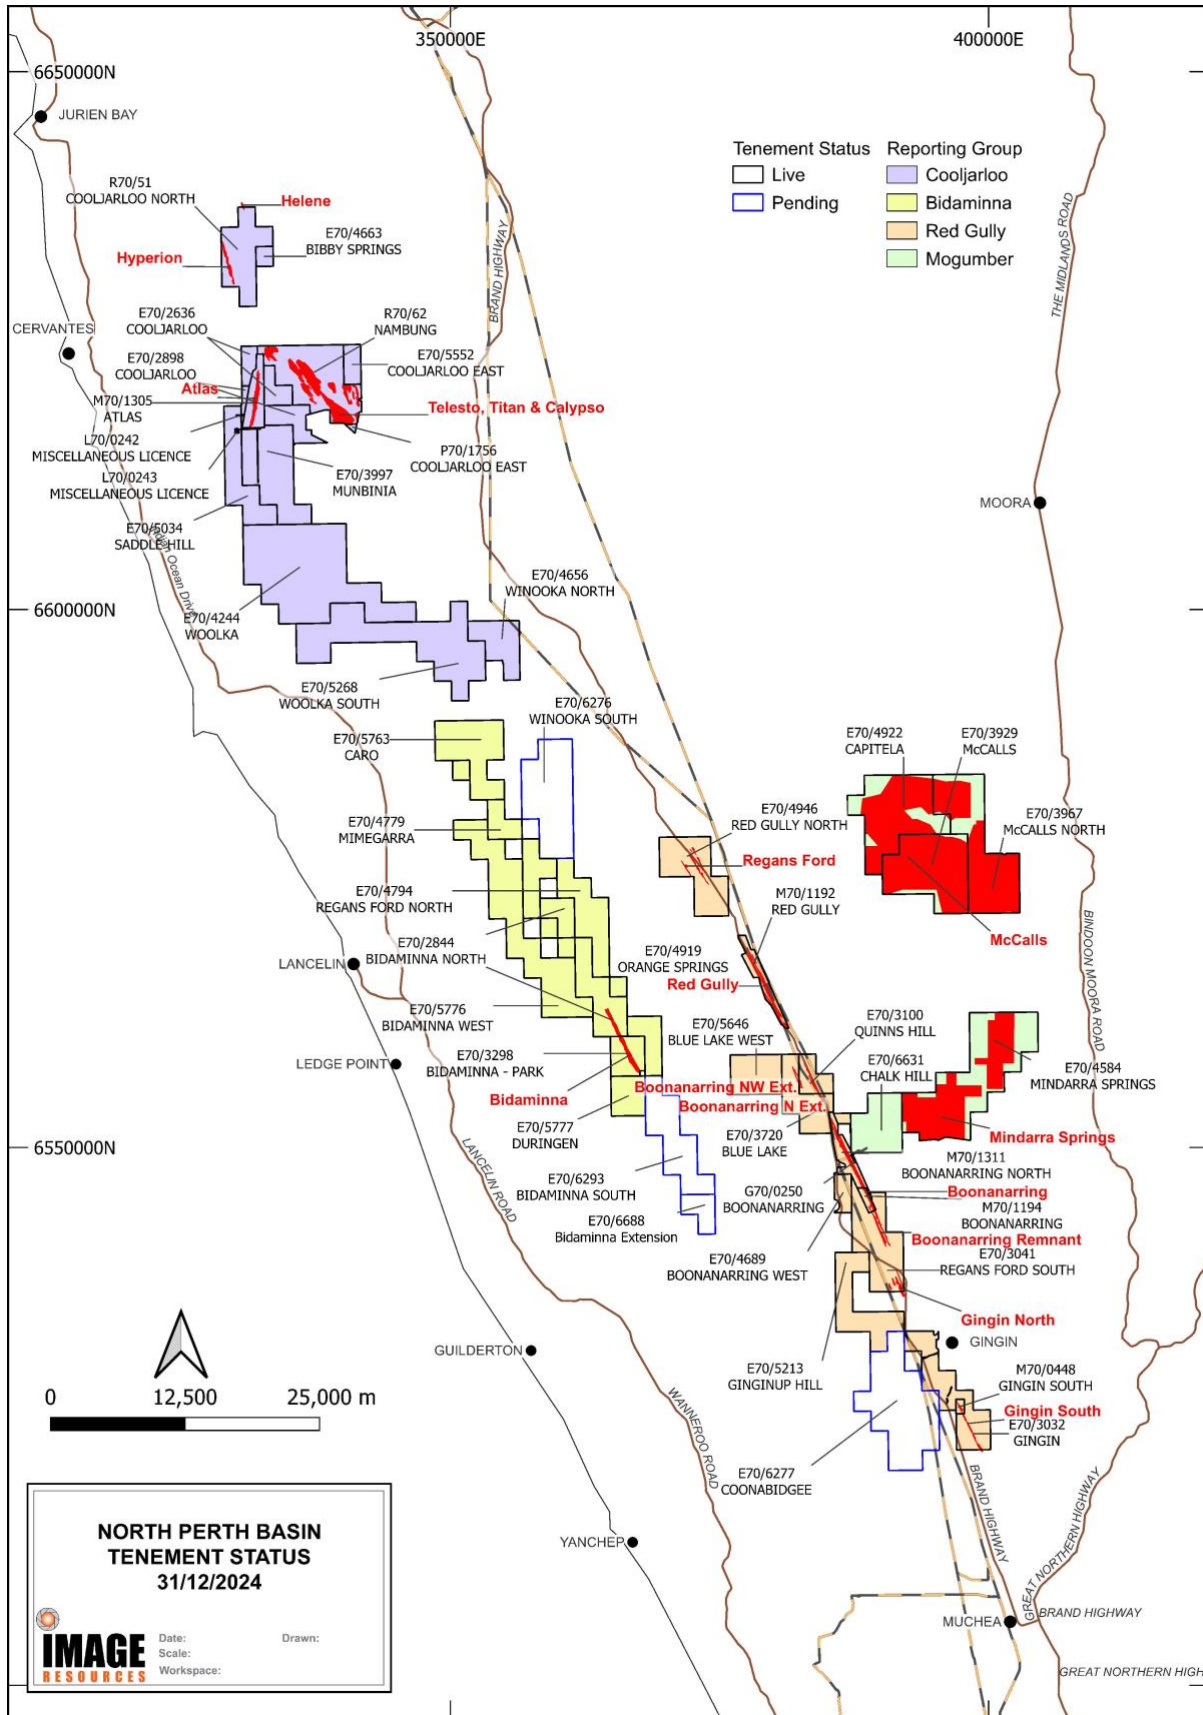 350000E
400000E
6650000N
JURIEN BAY
Tenement Status
Live
Pending
Reporting Group
Cooljarloo
Bidaminna
Red Gully
Mogumber
THE MIDLANDS ROAD
BRAND HIGHWAY
R70/51
COOLJARLOO NORTH
Helene
E70/4663
BIBBY SPRINGS
Hyperion
CERVANTES
E70/2636
COOLJARLOO
R70/62
NAMBUNG
E70/2898
COOLJARLOO
E70/5552
COOLJARLOO EAST
Atlas
M70/1305
ATLAS
Telesto, Titan & Calypso
L70/0242
MISCELLANEOUS LICENCE
P70/1756
COOLJARLOO EAST
L70/0243
MISCELLANEOUS LICENCE
E70/3997
MUNBINIA
MOORA
E70/5034
SADDLE HILL
Indian Ocean Drive
E70/4656
WINOOKA NORTH
6600000N
E70/4244
WOOLKA
E70/5268
WOOLKA SOUTH
E70/6276
WINOOKA SOUTH
E70/5763
CARO
E70/4922
CAPITELA
E70/3929
McCALLS
E70/4779
MIMEGARRA
E70/4946
RED GULLY NORTH
E70/3967
McCALLS NORTH
Regans Ford
E70/4794
REGANS FORD NORTH
M70/1192
RED GULLY
McCalls
E70/2844
BIDAMINNA NORTH
LANCELIN
E70/4919
ORANGE SPRINGS
Red Gully
BINDOON MOORA ROAD
E70/5776
BIDAMINNA WEST
E70/5646
BLUE LAKE WEST
E70/3100
QUINNS HILL
LEDGE POINT
E70/3298
BIDAMINNA - PARK
E70/6631
CHALK HILL
E70/4584
MINDARRA SPRINGS
Boonanarring NW Ext.
Bidaminna
Boonanarring N Ext.
E70/5777
DURINGEN
E70/3720
BLUE LAKE
Mindarra Springs
6550000N
LANCELIN ROAD
M70/1311
BOONANARRING NORTH
E70/6293
BIDAMINNA SOUTH
G70/0250
BOONANARRING
Boonanarring
M70/1194
BOONANARRING
E70/6688
Bidaminna Extension
Boonanarring Remnant
E70/4689
BOONANARRING WEST
E70/3041
REGANS FORD SOUTH
Gingin North
GUILDERTON
GINGIN
E70/5213
GINGINUP HILL
M70/0448
GINGIN SOUTH
0
12,500
25,000 m
WANNEROO ROAD
Gingin South
E70/3032
GINGIN
E70/6277
COONABIDGEE
BRAND HIGHWAY
GREAT NORTHERN HIGHWAY
NORTH PERTH BASIN
TENEMENT STATUS
31/12/2024
YANCHEP
MUCHEA
BRAND HIGHWAY
GREAT NORTHERN HIGH
IMAGE
RESOURCES
Date:
Drawn:
Scale:
Workspace: